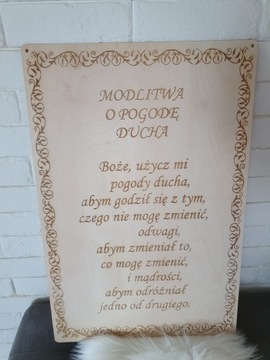 MODLITWA
O POGODĘ
DUCHA
Boże, użycz mi
pogody ducha,
abym godził się z tym,
czego nie mogę zmienić,
odwagi,
abym zmieniał to,
co mogę zmienić,
i mądrości,
abym odróżniał
jedno od drugiego.